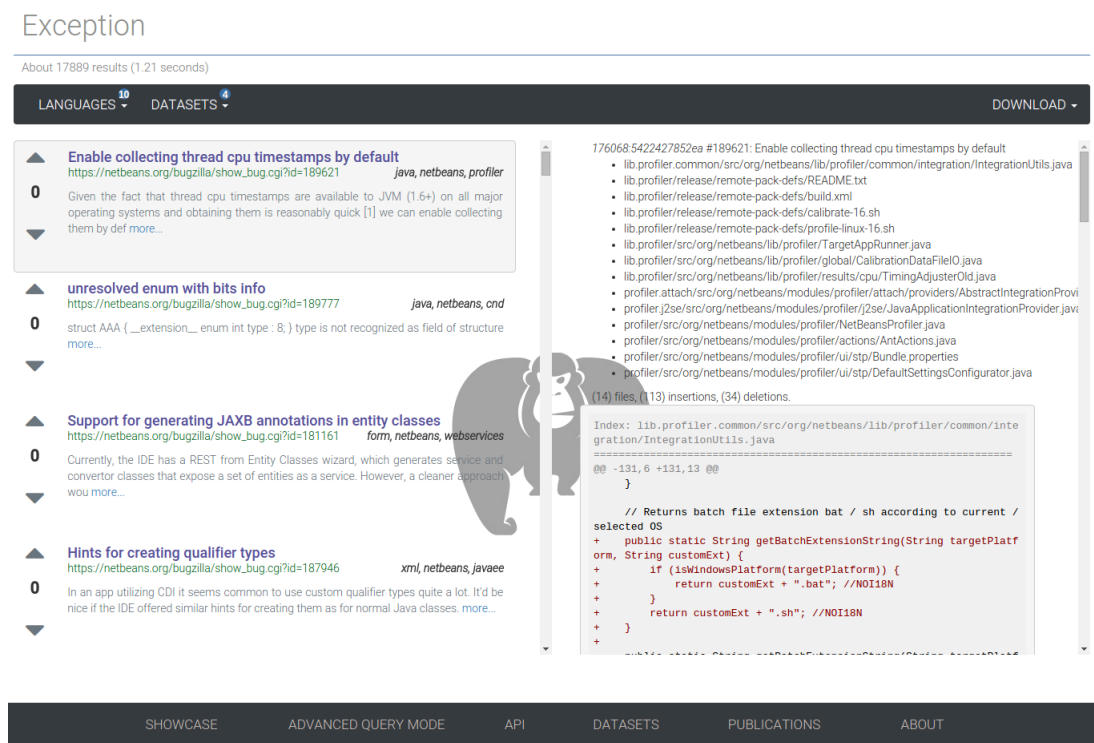 Exception
About 17889 results (1.21 seconds)
LANGUAGES 10
DATASETS 4
DOWNLOAD
Enable collecting thread cpu timestamps by default
https://netbeans.org/bugzilla/show_bug.cgi?id=189621 java, netbeans, profiler
0
Given the fact that thread cpu timestamps are available to JVM (1.6+) on all major
operating systems and obtaining them is reasonably quick [1] we can enable collecting
them by def more...
unresolved enum with bits info
https://netbeans.org/bugzilla/show_bug.cgi?id=189777 java, netbeans, cnd
0
struct AAA { __extension__ enum int type : 8; } type is not recognized as field of structure
more...
Support for generating JAXB annotations in entity classes
https://netbeans.org/bugzilla/show_bug.cgi?id=181161 form, netbeans, webservices
0
Currently, the IDE has a REST from Entity Classes wizard, which generates service and
convertor classes that expose a set of entities as a service. However, a cleaner approach
wou more...
Hints for creating qualifier types
https://netbeans.org/bugzilla/show_bug.cgi?id=187946 xml, netbeans, javaee
0
In an app utilizing CDI it seems common to use custom qualifier types quite a lot. It'd be
nice if the IDE offered similar hints for creating them as for normal Java classes. more...
176068:5422427852ea #189621: Enable collecting thread cpu timestamps by default
lib.profiler.common/src/org/netbeans/lib/profiler/common/integration/IntegrationUtils.java
lib.profiler/release/remote-pack-defs/README.txt
lib.profiler/release/remote-pack-defs/build.xml
lib.profiler/release/remote-pack-defs/calibrate-16.sh
lib.profiler/release/remote-pack-defs/profile-linux-16.sh
lib.profiler/src/org/netbeans/lib/profiler/TargetAppRunner.java
lib.profiler/src/org/netbeans/lib/profiler/global/CalibrationDataFileIO.java
lib.profiler/src/org/netbeans/lib/profiler/results/cpu/TimingAdjusterOld.java
profiler.attach/src/org/netbeans/modules/profiler/attach/providers/AbstractIntegrationProvi
profiler.j2se/src/org/netbeans/modules/profiler/j2se/JavaApplicationIntegrationProvider.java
profiler/src/org/netbeans/modules/profiler/NetBeansProfiler.java
profiler/src/org/netbeans/modules/profiler/actions/AntActions.java
profiler/src/org/netbeans/modules/profiler/ui/stp/Bundle.properties
profiler/src/org/netbeans/modules/profiler/ui/stp/DefaultSettingsConfigurator.java
(14) files, (113) insertions, (34) deletions.
Index: lib.profiler.common/src/org/netbeans/lib/profiler/common/inte
gration/IntegrationUtils.java
===================================================================
@@ -131,6 +131,13 @@
}
// Returns batch file extension bat / sh according to current /
selected OS
+ public static String getBatchExtensionString(String targetPlatf
orm, String customExt) {
+ if (isWindowsPlatform(targetPlatform)) {
+ return customExt + ".bat"; //NOI18N
+ }
+ return customExt + ".sh"; //NOI18N
+ }
+
public static String getBatchExtensionString(String targetPlatf
SHOWCASE
ADVANCED QUERY MODE
API
DATASETS
PUBLICATIONS
ABOUT